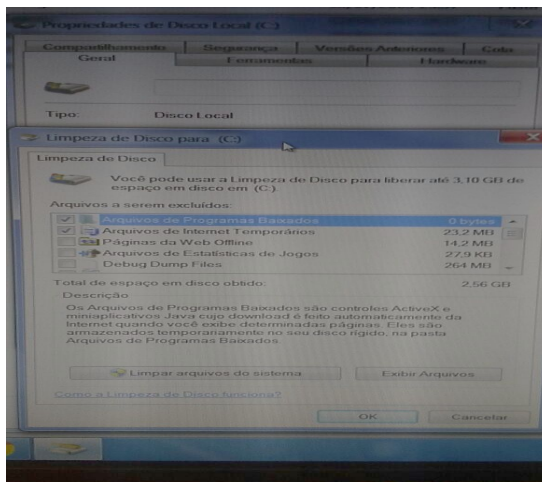 Propriedades de Disco Local (C:)
Compartilhamento Segurança Versões Anteriores Cota
Geral Ferramentas Hardware
Tipo: Disco Local
Limpeza de Disco para (C:)
Limpeza de Disco
Você pode usar a Limpeza de Disco para liberar até 3,10 GB de
espaço em disco em (C:).
Arquivos a serem excluídos:
Arquivos de Programas Baixados 0 bytes
Arquivos de Internet Temporários 23,2 MB
Páginas da Web Offline 14,2 MB
Arquivos de Estatísticas de Jogos 27,9 KB
Debug Dump Files 264 MB
Total de espaço em disco obtido: 2,56 GB
Descrição
Os Arquivos de Programas Baixados são controles ActiveX e
miniaplicativos Java cujo download é feito automaticamente da
Internet quando você exibe determinadas páginas. Eles são
armazenados temporariamente no seu disco rígido, na pasta
Arquivos de Programas Baixados.
Limpar arquivos do sistema Exibir Arquivos
Como a Limpeza de Disco funciona?
OK Cancelar